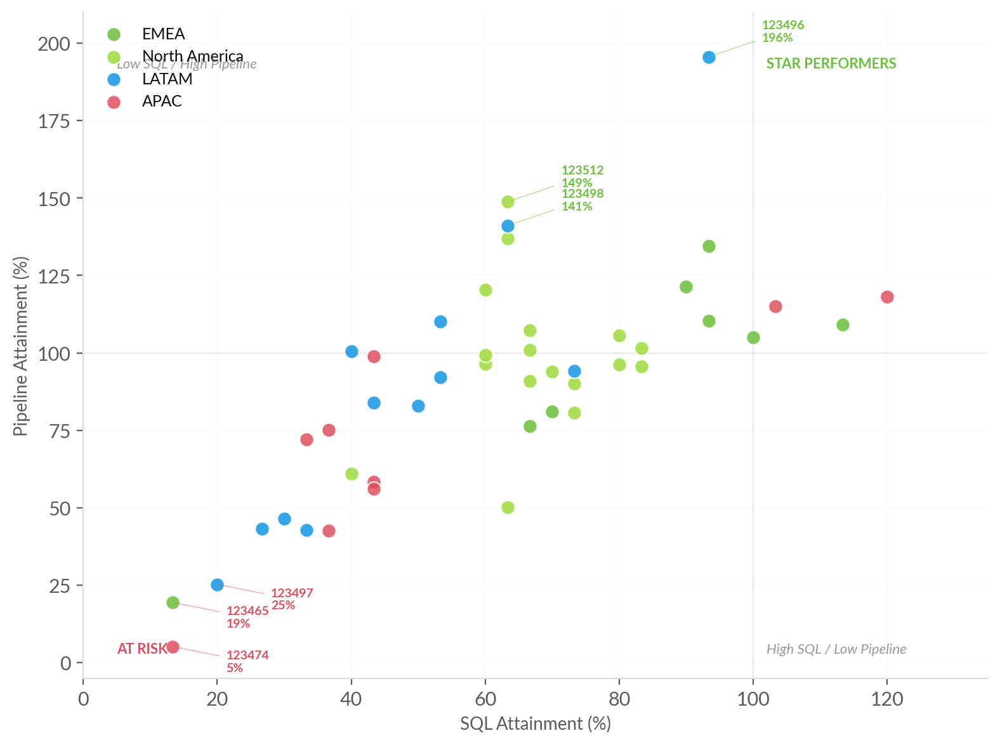 EMEA
North America
Low SQL / High Pipeline
LATAM
APAC
123496
196%
STAR PERFORMERS
123512
149%
123498
141%
123497
25%
123465
19%
AT RISK
123474
5%
High SQL / Low Pipeline
200
175
150
125
100
75
50
25
0
Pipeline Attainment (%)
0
20
40
60
80
100
120
SQL Attainment (%)